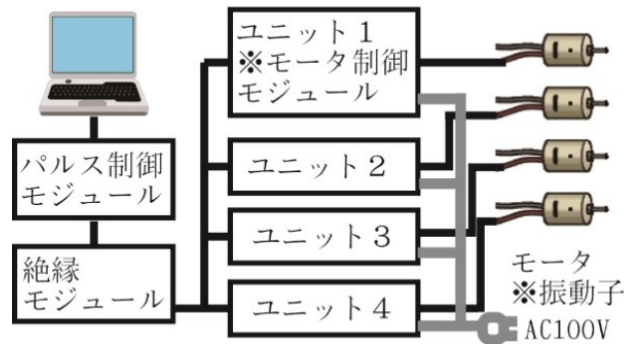 パルス制御
モジュール
絶縁
モジュール
ユニット1
※モータ制御
モジュール
ユニット2
ユニット3
ユニット4
モータ
※振動子
AC100V